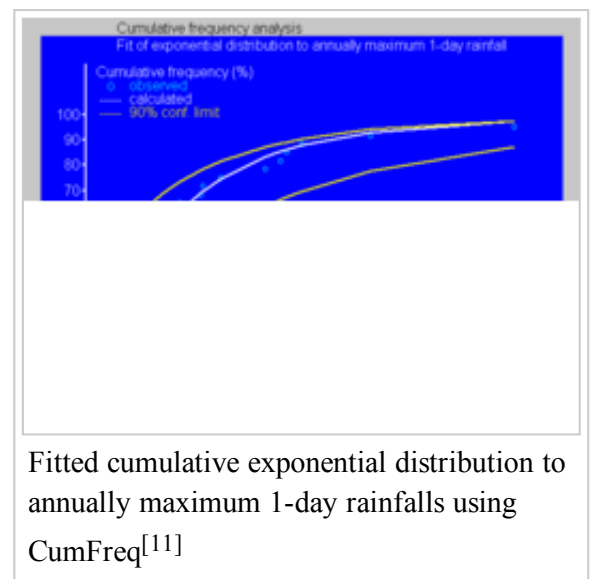 Cumulative frequency analysis
Fit of exponential distribution to annually maximum 1-day rainfall
Cumulative frequency (%)
observed
calculated
90% conf. limit
100
90
80
70
Fitted cumulative exponential distribution to
annually maximum 1-day rainfalls using
CumFreq[11]